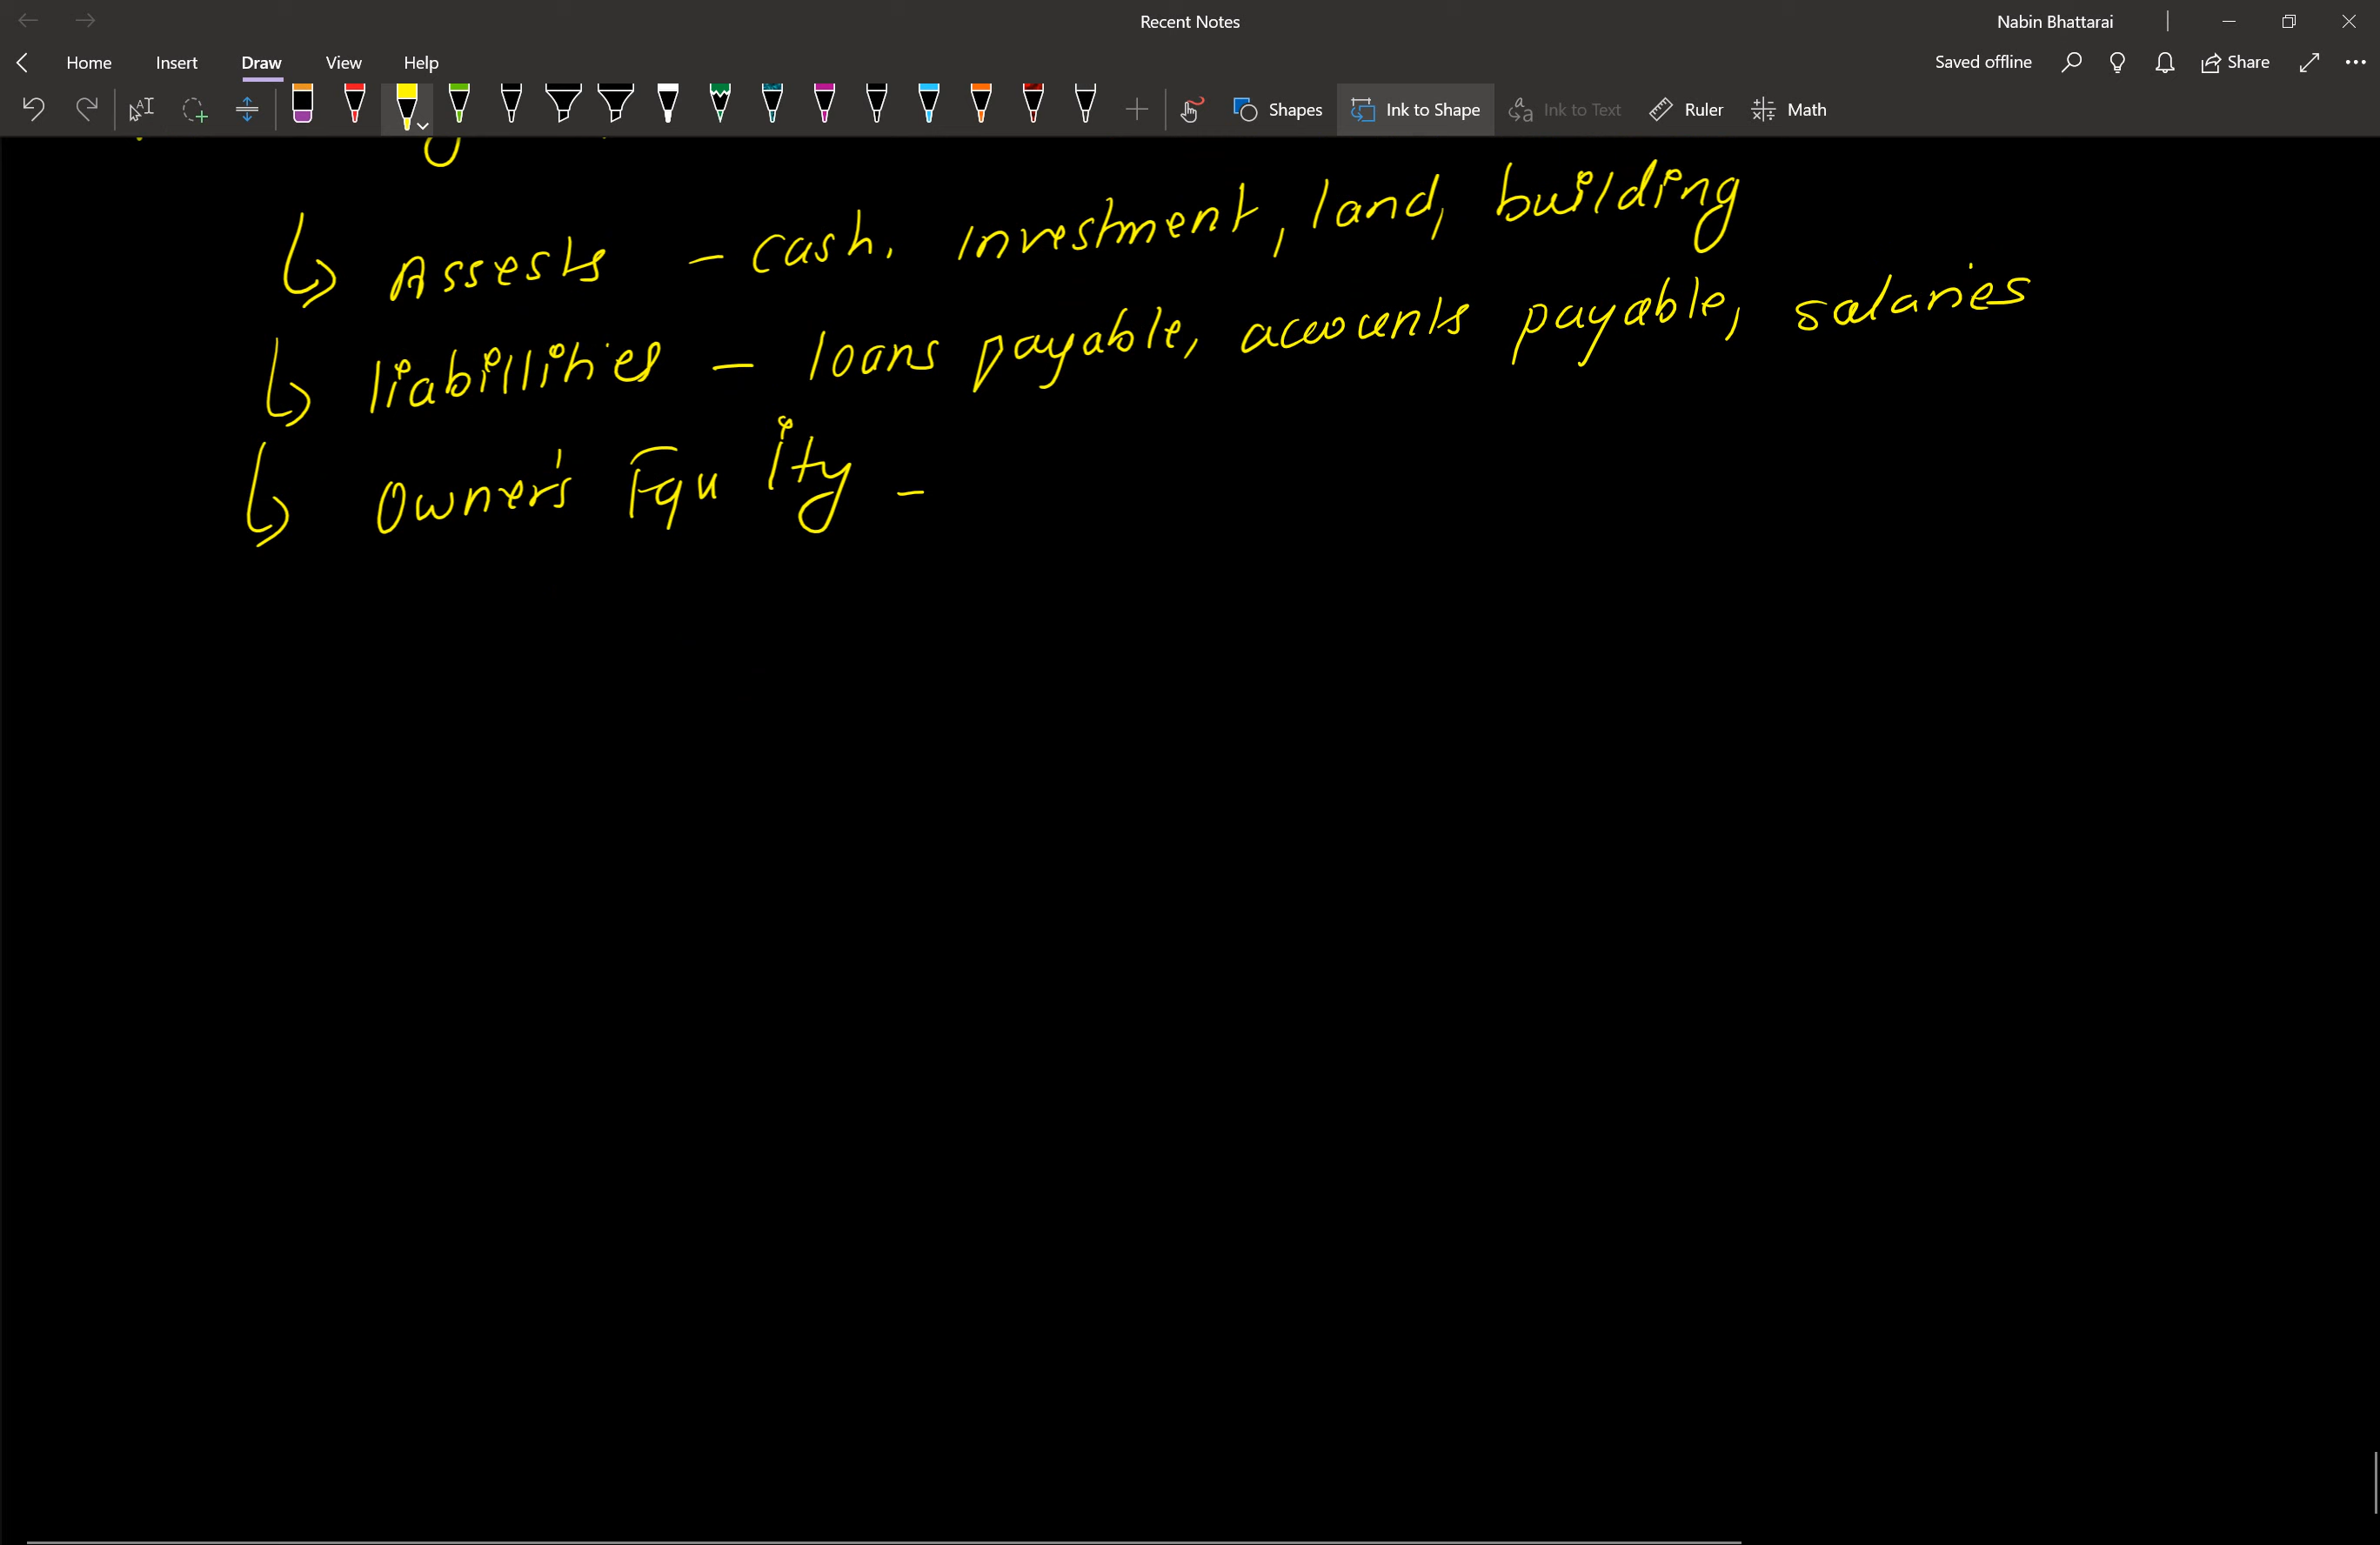 Recent Notes Nabin Bhattarai
Home Insert Draw View Help Saved offline Share
Shapes Ink to Shape Ink to Text Ruler Math
Assests - cash, investment, land, building
liabillities - loans payable, accounts payable, salaries
Owner's Equity -